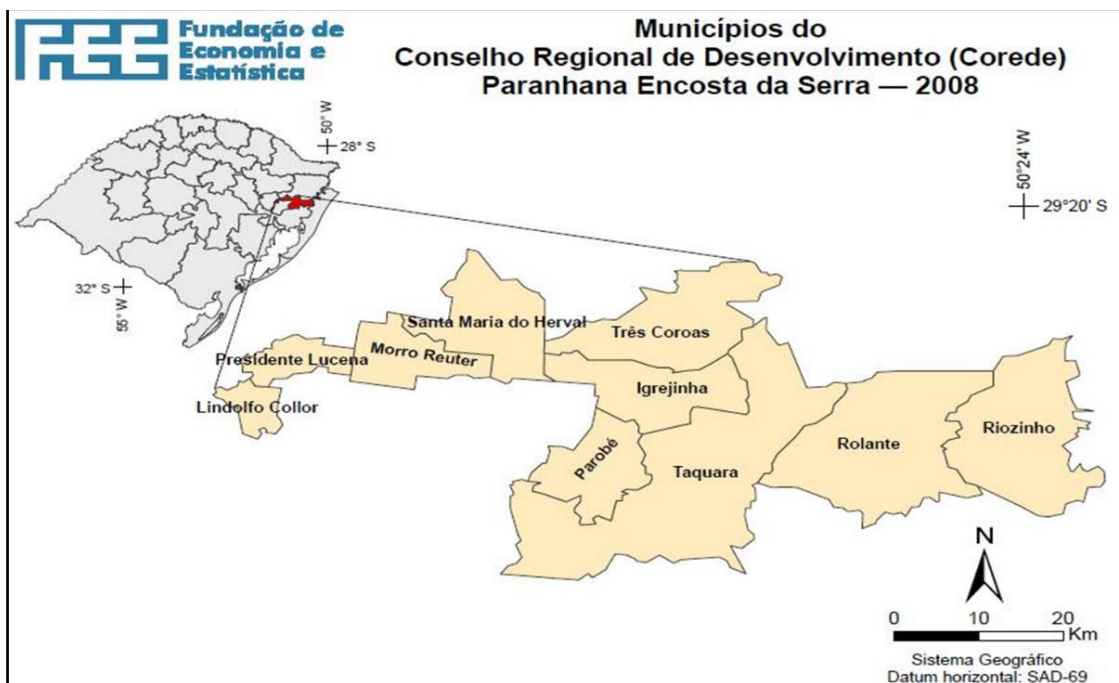 FEE
Fundação de
Economia e
Estatística
Municípios do
Conselho Regional de Desenvolvimento (Corede)
Paranhana Encosta da Serra — 2008
50° W
28° S
32° S
55° W
50°24' W
29°20' S
Santa Maria do Herval
Três Coroas
Presidente Lucena
Morro Reuter
Igrejinha
Lindolfo Collor
Parobé
Taquara
Rolante
Riozinho
N
0 10 20
Km
Sistema Geográfico
Datum horizontal: SAD-69